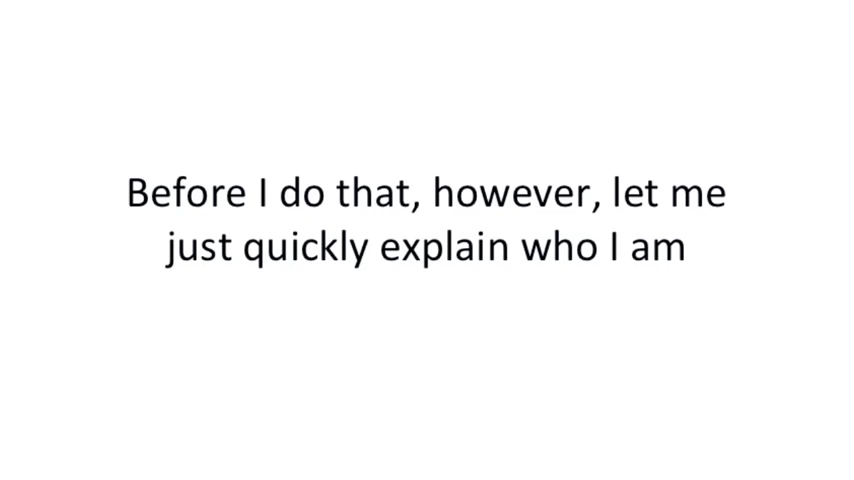 Before I do that, however, let me
just quickly explain who I am